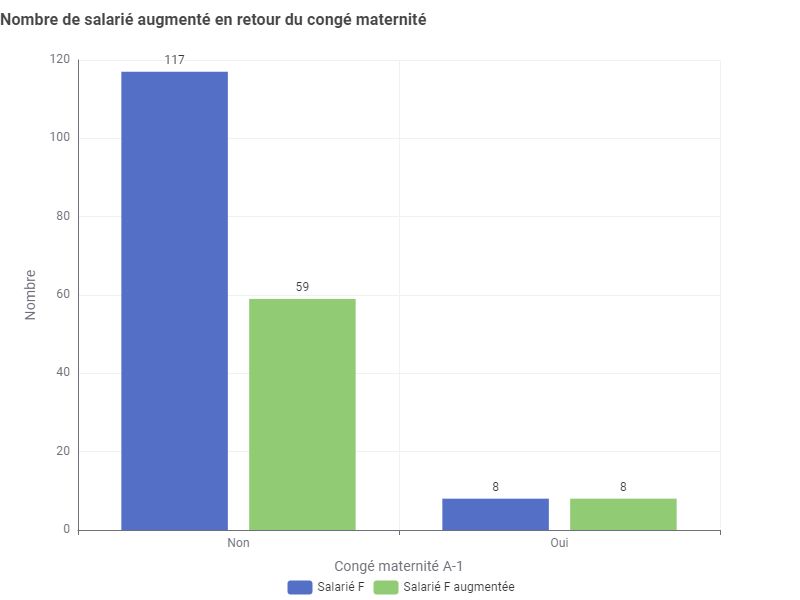 Nombre de salarié augmenté en retour du congé maternité
120
100
80
60
40
20
0
Nombre
117
59
8
8
Non
Oui
Congé maternité A-1
Salarié F
Salarié F augmentée